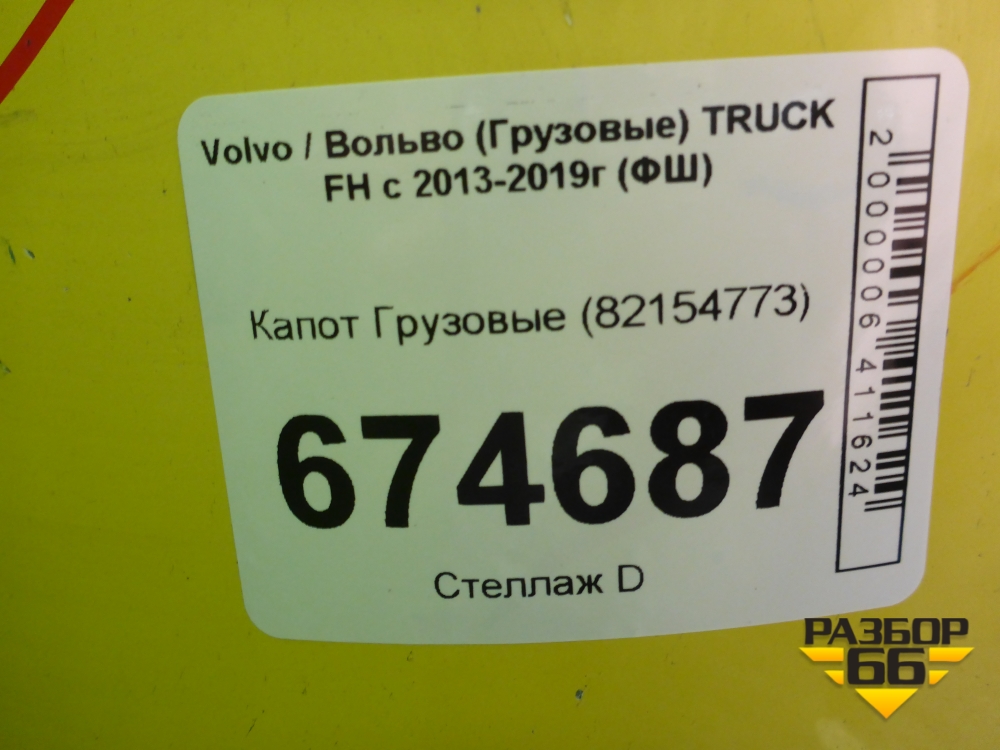 Volvo / Вольво (Грузовые) TRUCK
FH с 2013-2019г (ФШ)
Капот Грузовые (82154773)
674687
Стеллаж D
2000006411624
РАЗБОР
66